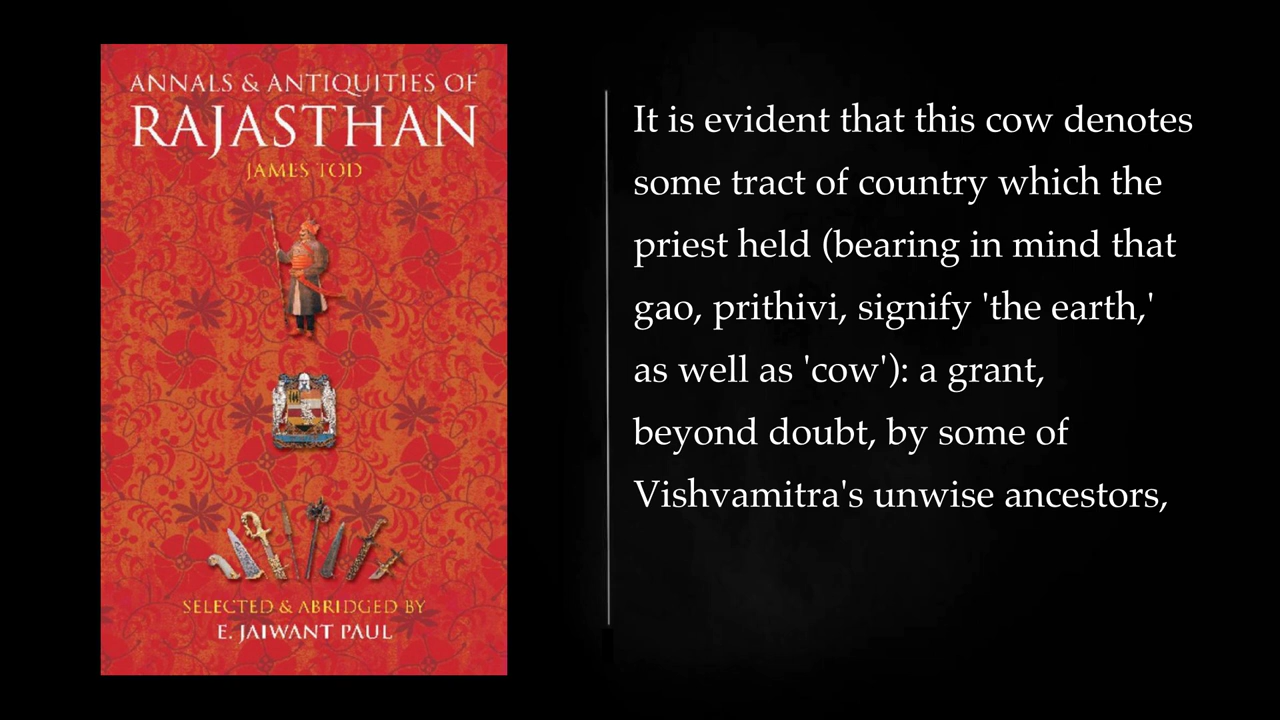 ANNALS & ANTIQUITIES OF
RAJASTHAN
JAMES TOD
SELECTED & ABRIDGED BY
E. JAIWANT PAUL
It is evident that this cow denotes
some tract of country which the
priest held (bearing in mind that
gao, prithivi, signify 'the earth,'
as well as 'cow'): a grant,
beyond doubt, by some of
Vishvamitra's unwise ancestors,